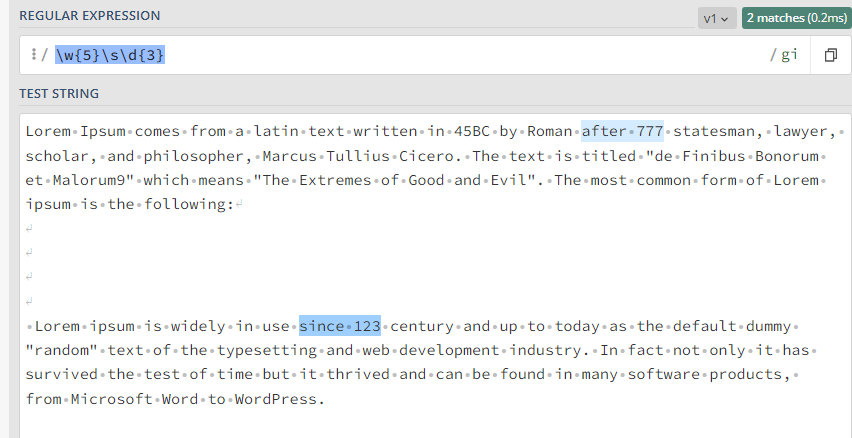 REGULAR EXPRESSION
v1
2 matches (0.2ms)
/ \w{5}\s\d{3}
/ gi
TEST STRING
Lorem Ipsum comes from a latin text written in 45BC by Roman after 777 statesman, lawyer,
scholar, and philosopher, Marcus Tullius Cicero. The text is titled "de Finibus Bonorum
et Malorum9" which means "The Extremes of Good and Evil". The most common form of Lorem
ipsum is the following:
Lorem ipsum is widely in use since 123 century and up to today as the default dummy
"random" text of the typesetting and web development industry. In fact not only it has
survived the test of time but it thrived and can be found in many software products,
from Microsoft Word to WordPress.